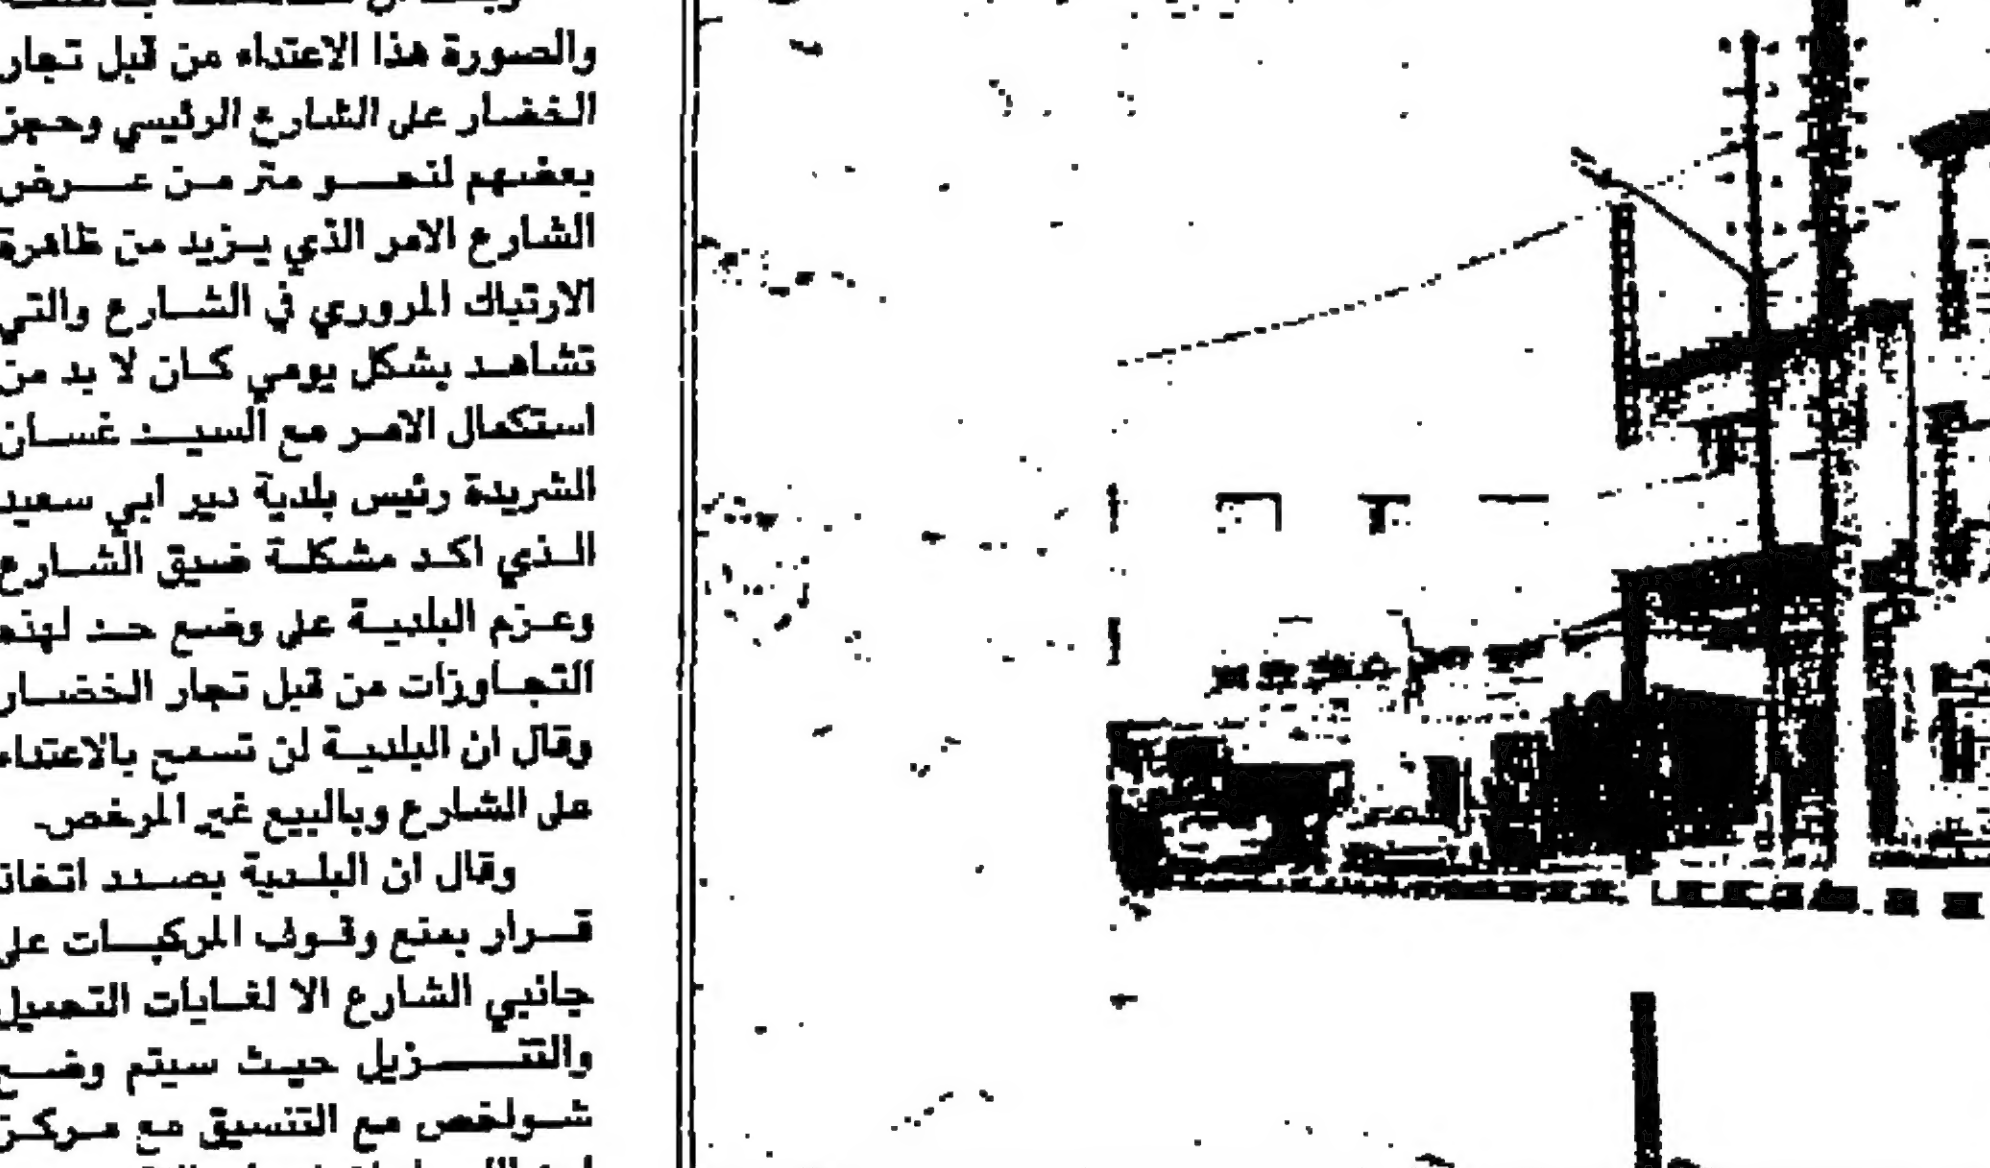 والصورة هذا الاعتداء من قبل تجار
الخضار على الشارع الرئيسي وحجز
بعضهم لنحو متر من عرض
الشارع الامر الذي يزيد من ظاهرة
الارتباك المروري في الشارع والتي
تشاهد بشكل يومي كان لا بد من
استكمال الامر مع السيد غسان
الشريدة رئيس بلدية دير ابي سعيد
الذي اكد مشكلة ضيق الشارع
وعزم البلدية على وضع حد لهذه
التجاوزات من قبل تجار الخضار
وقال ان البلدية لن تسمح بالاعتداء
على الشارع وبالبيع غير المرخص.
وقال ان البلدية بصدد اتخاذ
قرار بمنع وقوف المركبات على
جانبي الشارع الا لغايات التحميل
والتنزيل حيث سيتم وضع
شواخص مع التنسيق مع مركز